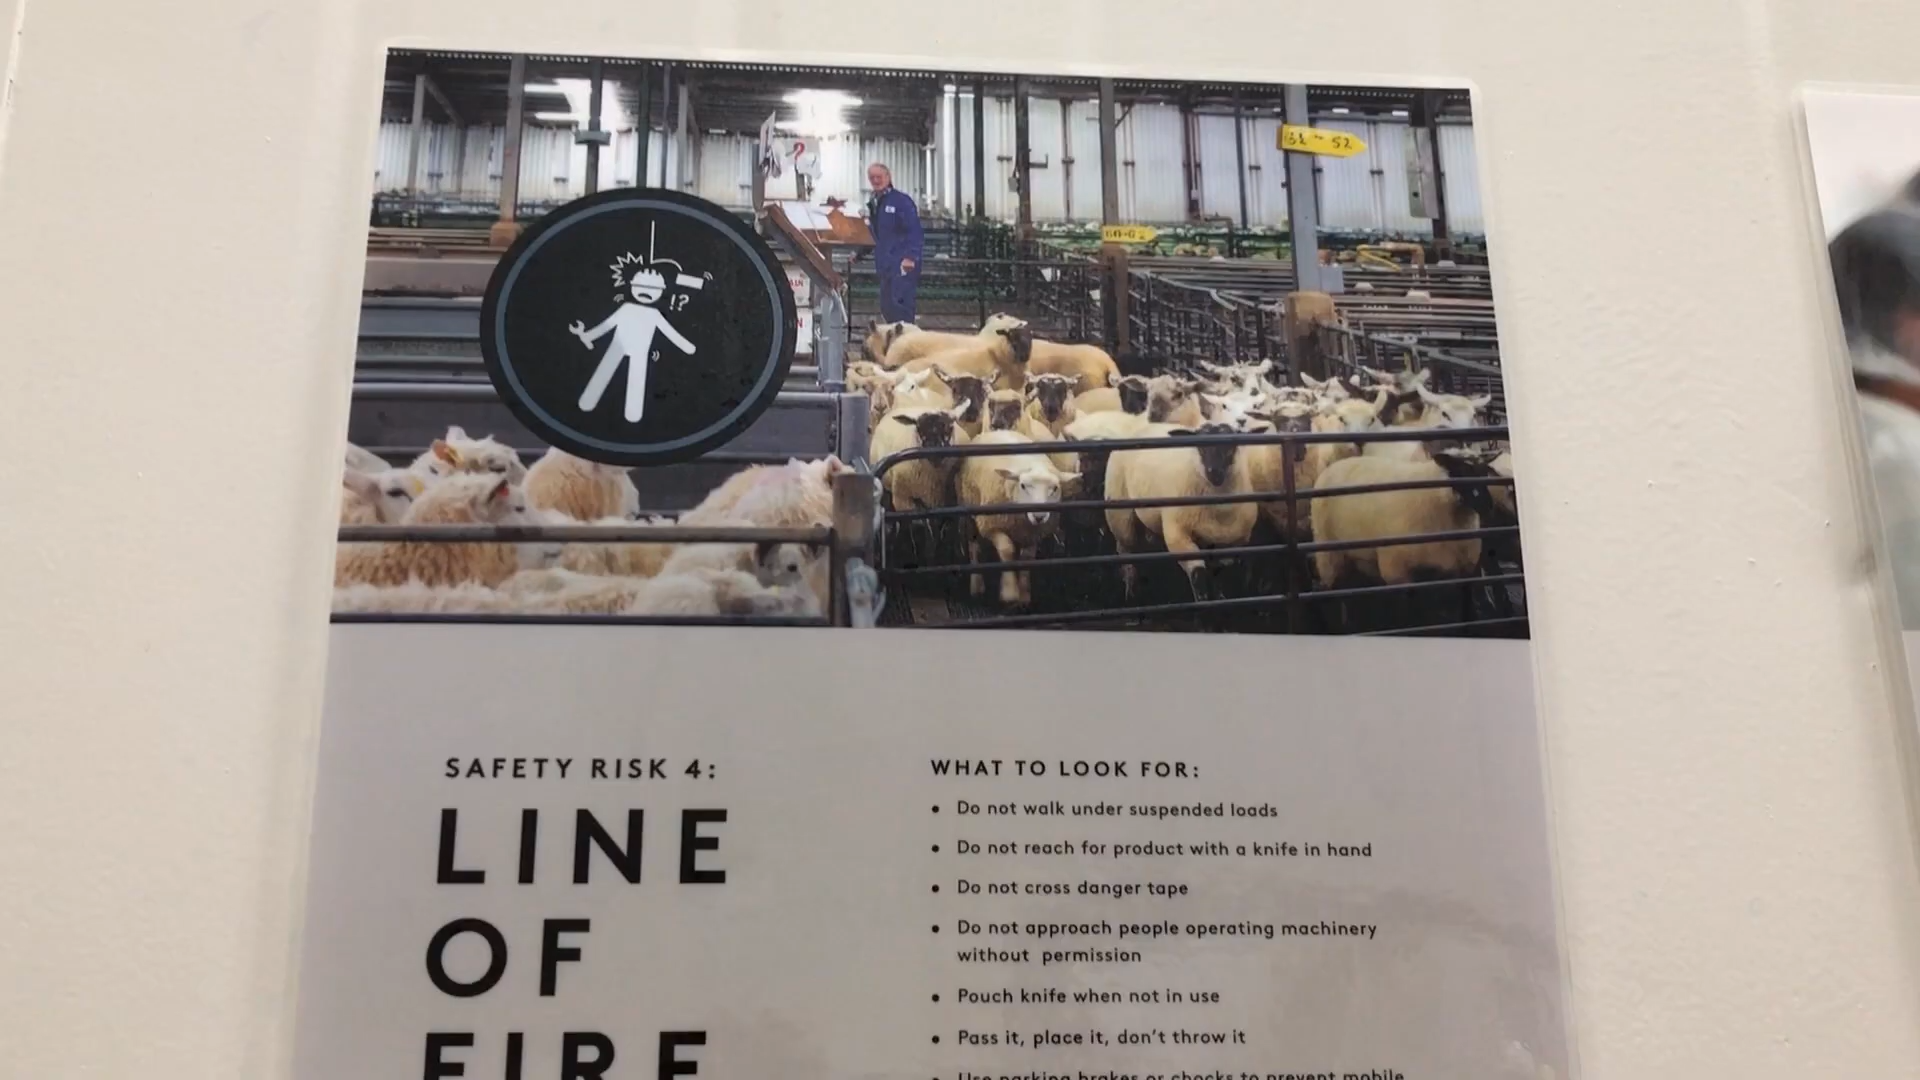 !?
SAFETY RISK 4:
LINE
OF
FIRE
WHAT TO LOOK FOR:
• Do not walk under suspended loads
• Do not reach for product with a knife in hand
• Do not cross danger tape
• Do not approach people operating machinery
without permission
• Pouch knife when not in use
• Pass it, place it, don't throw it
• Use parking brakes or chocks to prevent mobile